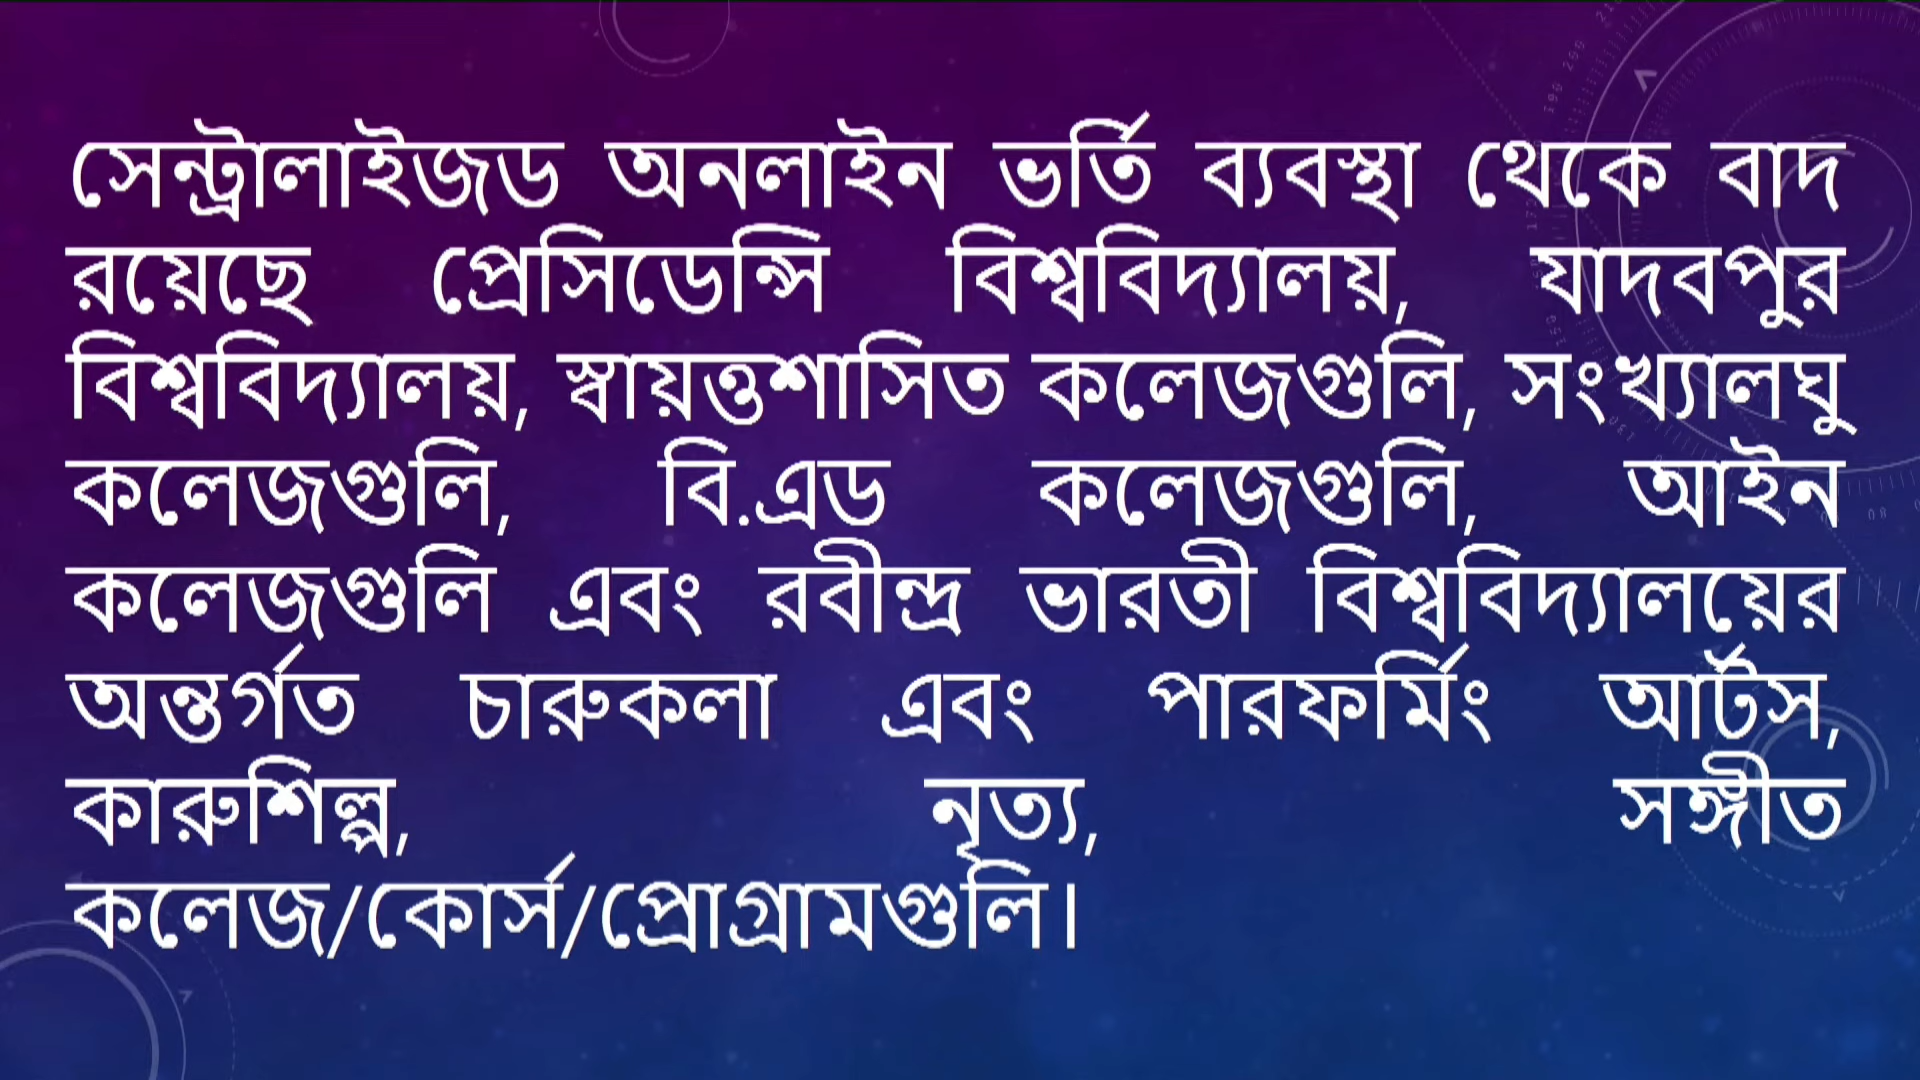 সেন্ট্রালাইজড অনলাইন ভর্তি ব্যবস্থা থেকে বাদ
রয়েছে প্রেসিডেন্সি বিশ্ববিদ্যালয়, যাদবপুর
বিশ্ববিদ্যালয়, স্বায়ত্তশাসিত কলেজগুলি, সংখ্যালঘু
কলেজগুলি, বি.এড কলেজগুলি, আইন
কলেজগুলি এবং রবীন্দ্র ভারতী বিশ্ববিদ্যালয়ের
অন্তর্গত চারুকলা এবং পারফর্মিং আর্টস,
কারুশিল্প, নৃত্য, সঙ্গীত
কলেজ/কোর্স/প্রোগ্রামগুলি।